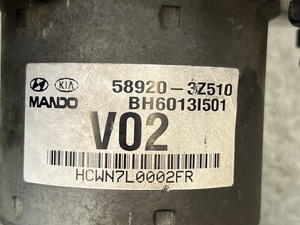 KIA 58920-3Z510
MANDO BH6013I501
V02
HCWN7L0002FR